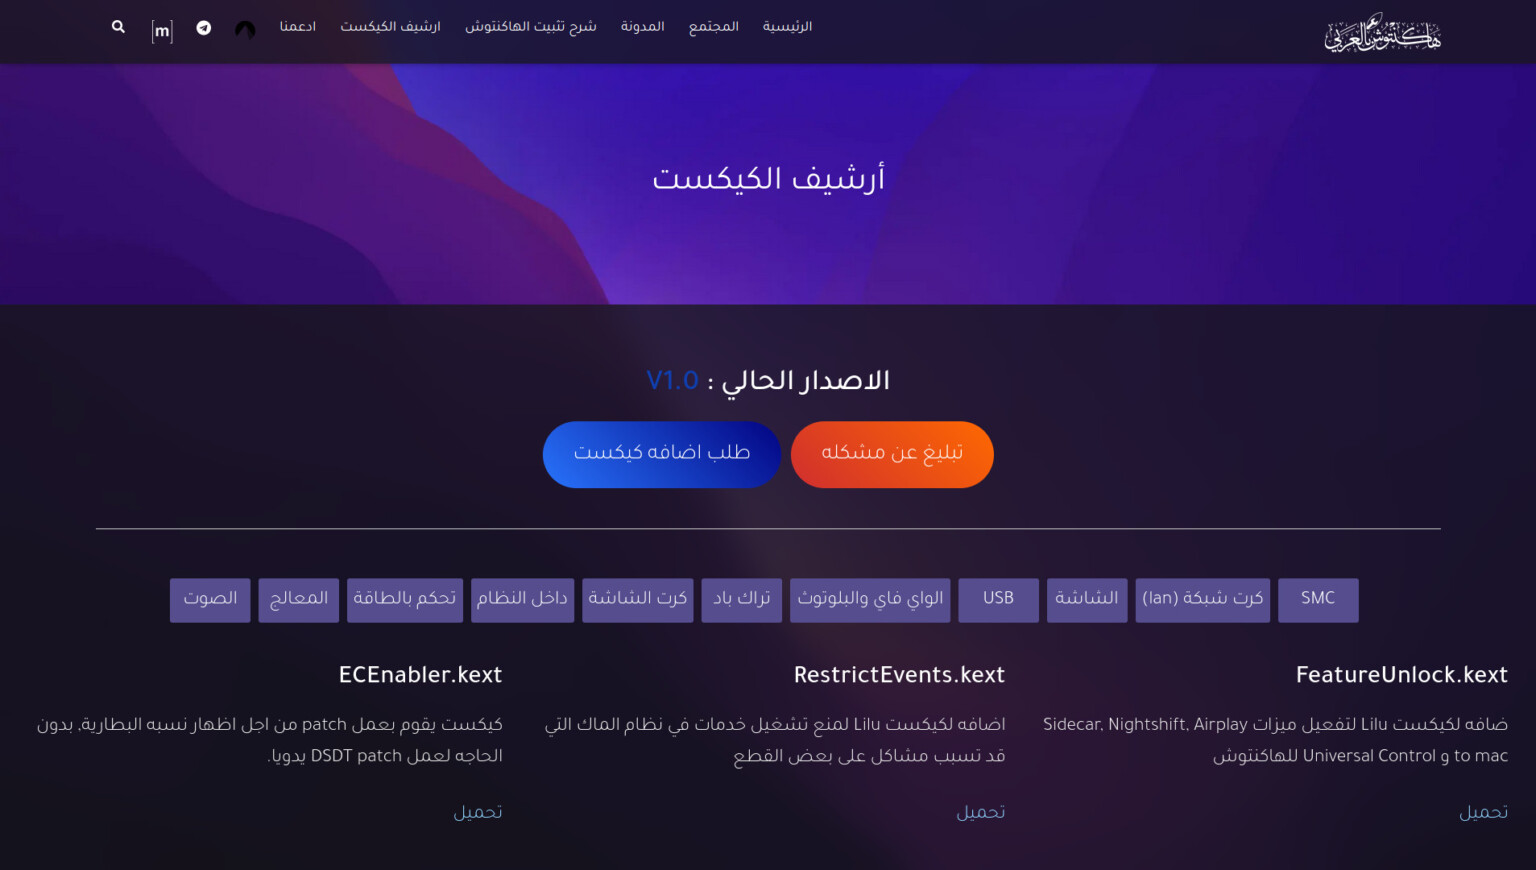 هاكنتوش بالعربي
الرئيسية
المجتمع
المدونة
شرح تثبيت الهاكنتوش
ارشيف الكيكست
ادعمنا
[m]
أرشيف الكيكست
الاصدار الحالي : V1.0
تبليغ عن مشكله
طلب اضافه كيكست
SMC
كرت شبكة (lan)
الشاشة
USB
الواي فاي والبلوتوث
تراك باد
كرت الشاشة
داخل النظام
تحكم بالطاقة
المعالج
الصوت
FeatureUnlock.kext
ضافه لكيكست Lilu لتفعيل ميزات Sidecar, Nightshift, Airplay
to mac و Universal Control للهاكنتوش
تحميل
RestrictEvents.kext
اضافه لكيكست Lilu لمنع تشغيل خدمات في نظام الماك التي
قد تسبب مشاكل على بعض القطع
تحميل
ECEnabler.kext
كيكست يقوم بعمل patch من اجل اظهار نسبه البطارية, بدون
الحاجه لعمل DSDT patch يدويا.
تحميل